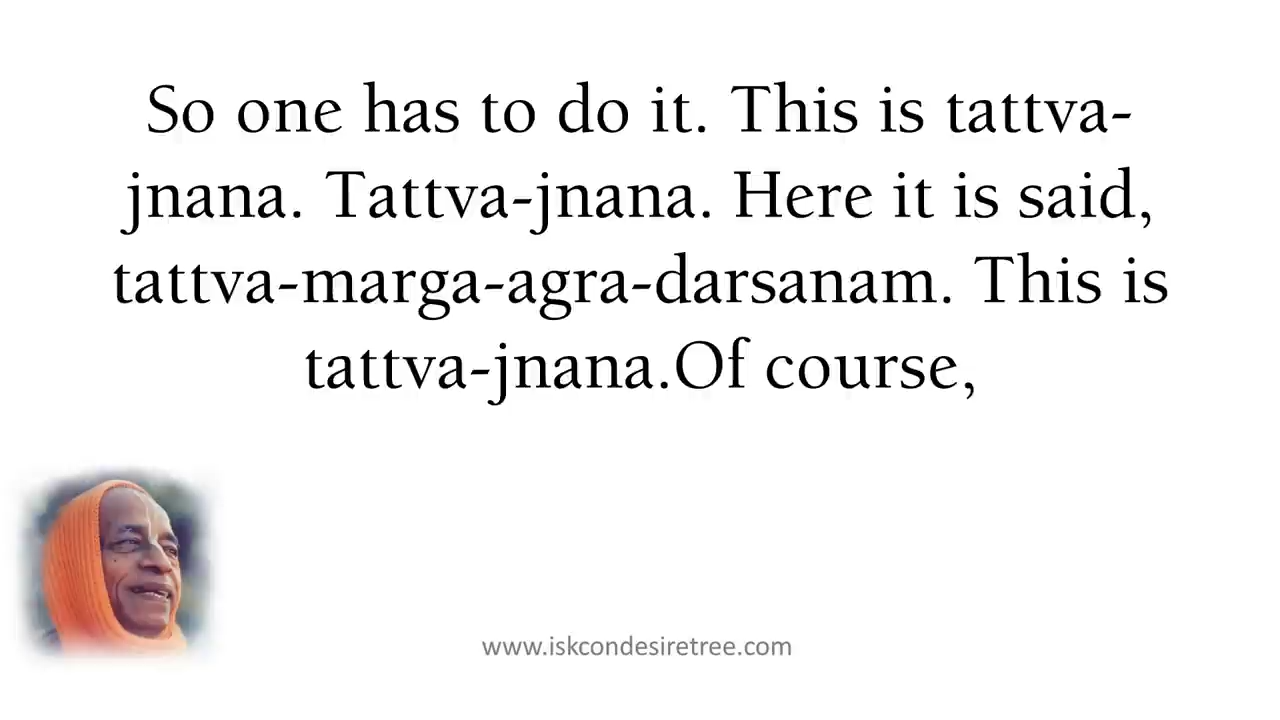 So one has to do it. This is tattva-
jnana. Tattva-jnana. Here it is said,
tattva-marga-agra-darsanam. This is
tattva-jnana.Of course,
www.iskcondesiretree.com